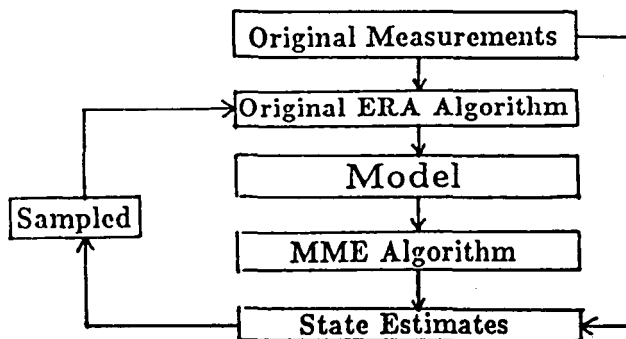 Original Measurements
Original ERA Algorithm
Model
Sampled
MME Algorithm
State Estimates